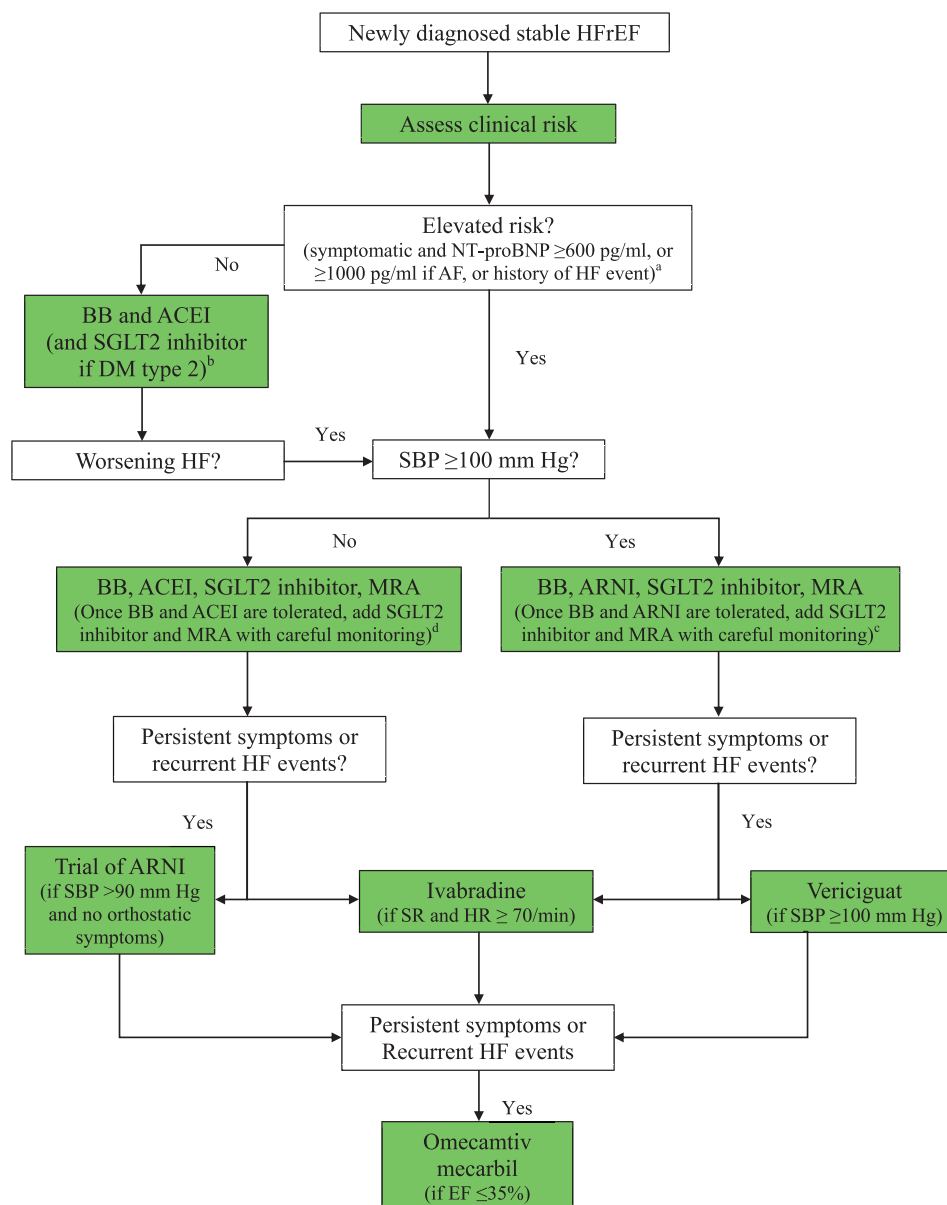 Newly diagnosed stable HFrEF
Assess clinical risk
Elevated risk?
(symptomatic and NT-proBNP ≥600 pg/ml, or
≥1000 pg/ml if AF, or history of HF event)ᵃ
No
Yes
BB and ACEI
(and SGLT2 inhibitor
if DM type 2)ᵇ
Worsening HF?
Yes
SBP ≥100 mm Hg?
No
Yes
BB, ACEI, SGLT2 inhibitor, MRA
(Once BB and ACEI are tolerated, add SGLT2
inhibitor and MRA with careful monitoring)ᵈ
BB, ARNI, SGLT2 inhibitor, MRA
(Once BB and ARNI are tolerated, add SGLT2
inhibitor and MRA with careful monitoring)ᶜ
Persistent symptoms or
recurrent HF events?
Persistent symptoms or
recurrent HF events?
Yes
Yes
Trial of ARNI
(if SBP >90 mm Hg
and no orthostatic
symptoms)
Ivabradine
(if SR and HR ≥ 70/min)
Vericiguat
(if SBP ≥100 mm Hg)
Persistent symptoms or
Recurrent HF events
Yes
Omecamtiv
mecarbil
(if EF ≤35%)